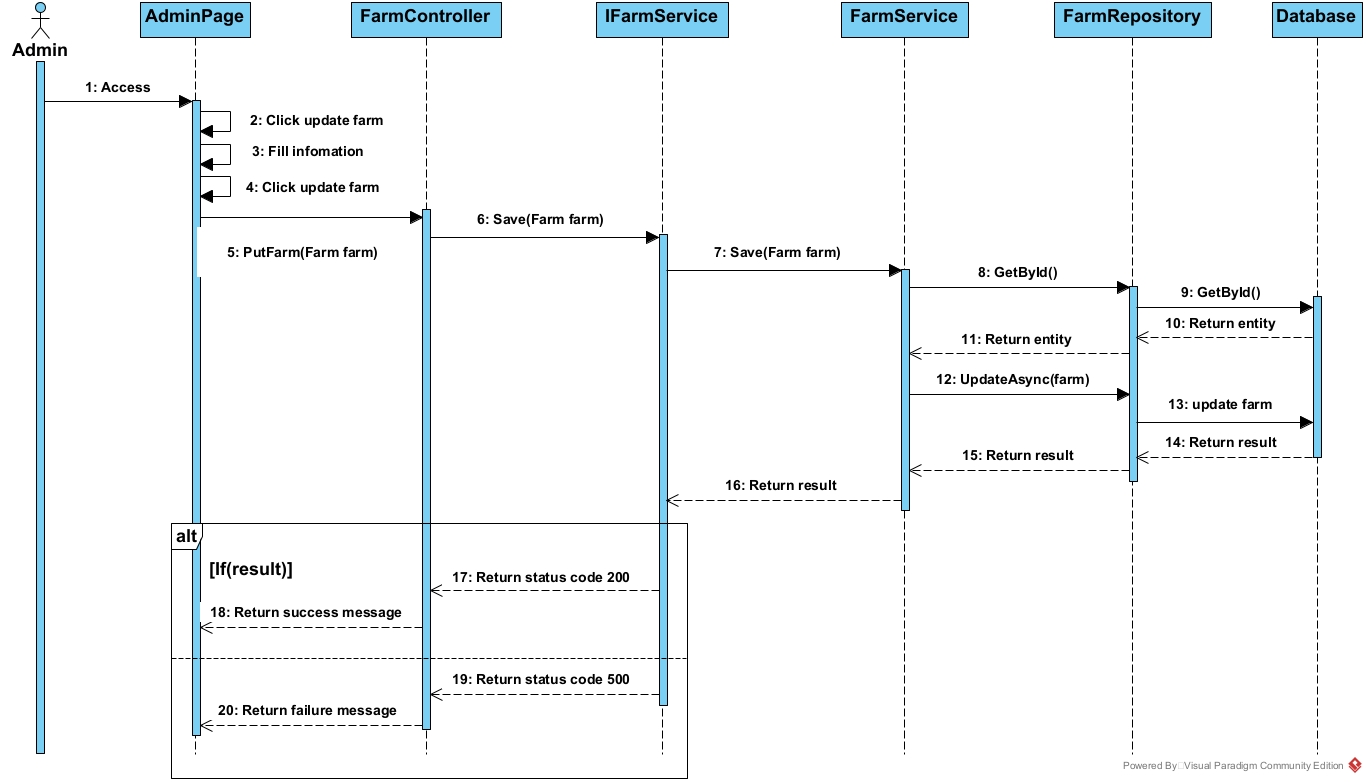 Admin
AdminPage
FarmController
IFarmService
FarmService
FarmRepository
Database
1: Access
2: Click update farm
3: Fill infomation
4: Click update farm
5: PutFarm(Farm farm)
6: Save(Farm farm)
7: Save(Farm farm)
8: GetById()
9: GetById()
10: Return entity
11: Return entity
12: UpdateAsync(farm)
13: update farm
14: Return result
15: Return result
16: Return result
alt
[If(result)]
17: Return status code 200
18: Return success message
19: Return status code 500
20: Return failure message
Powered By Visual Paradigm Community Edition